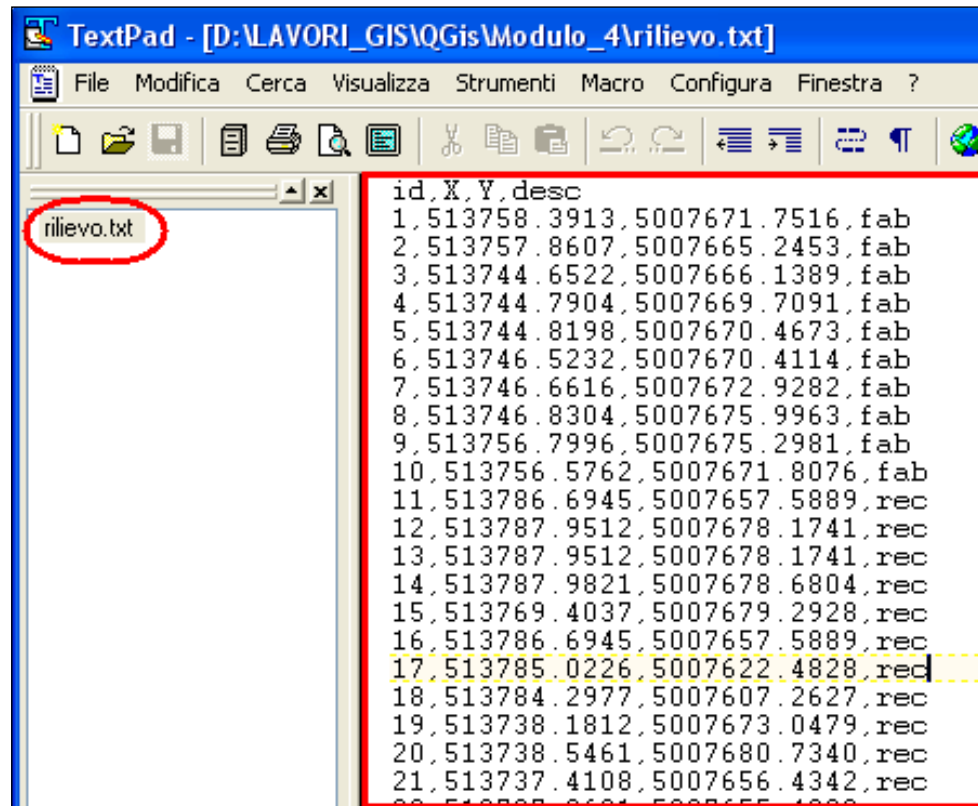 TextPad - [D:\LAVORI_GIS\QGis\Modulo_4\rilievo.txt]
File Modifica Cerca Visualizza Strumenti Macro Configura Finestra ?
rilievo.txt
id,X,Y,desc
1,513758.3913,5007671.7516,fab
2,513757.8607,5007665.2453,fab
3,513744.6522,5007666.1389,fab
4,513744.7904,5007669.7091,fab
5,513744.8198,5007670.4673,fab
6,513746.5232,5007670.4114,fab
7,513746.6616,5007672.9282,fab
8,513746.8304,5007675.9963,fab
9,513756.7996,5007675.2981,fab
10,513756.5762,5007671.8076,fab
11,513786.6945,5007657.5889,rec
12,513787.9512,5007678.1741,rec
13,513787.9512,5007678.1741,rec
14,513787.9821,5007678.6804,rec
15,513769.4037,5007679.2928,rec
16,513786.6945,5007657.5889,rec
17,513785.0226,5007622.4828,rec
18,513784.2977,5007607.2627,rec
19,513738.1812,5007673.0479,rec
20,513738.5461,5007680.7340,rec
21,513737.4108,5007656.4342,rec